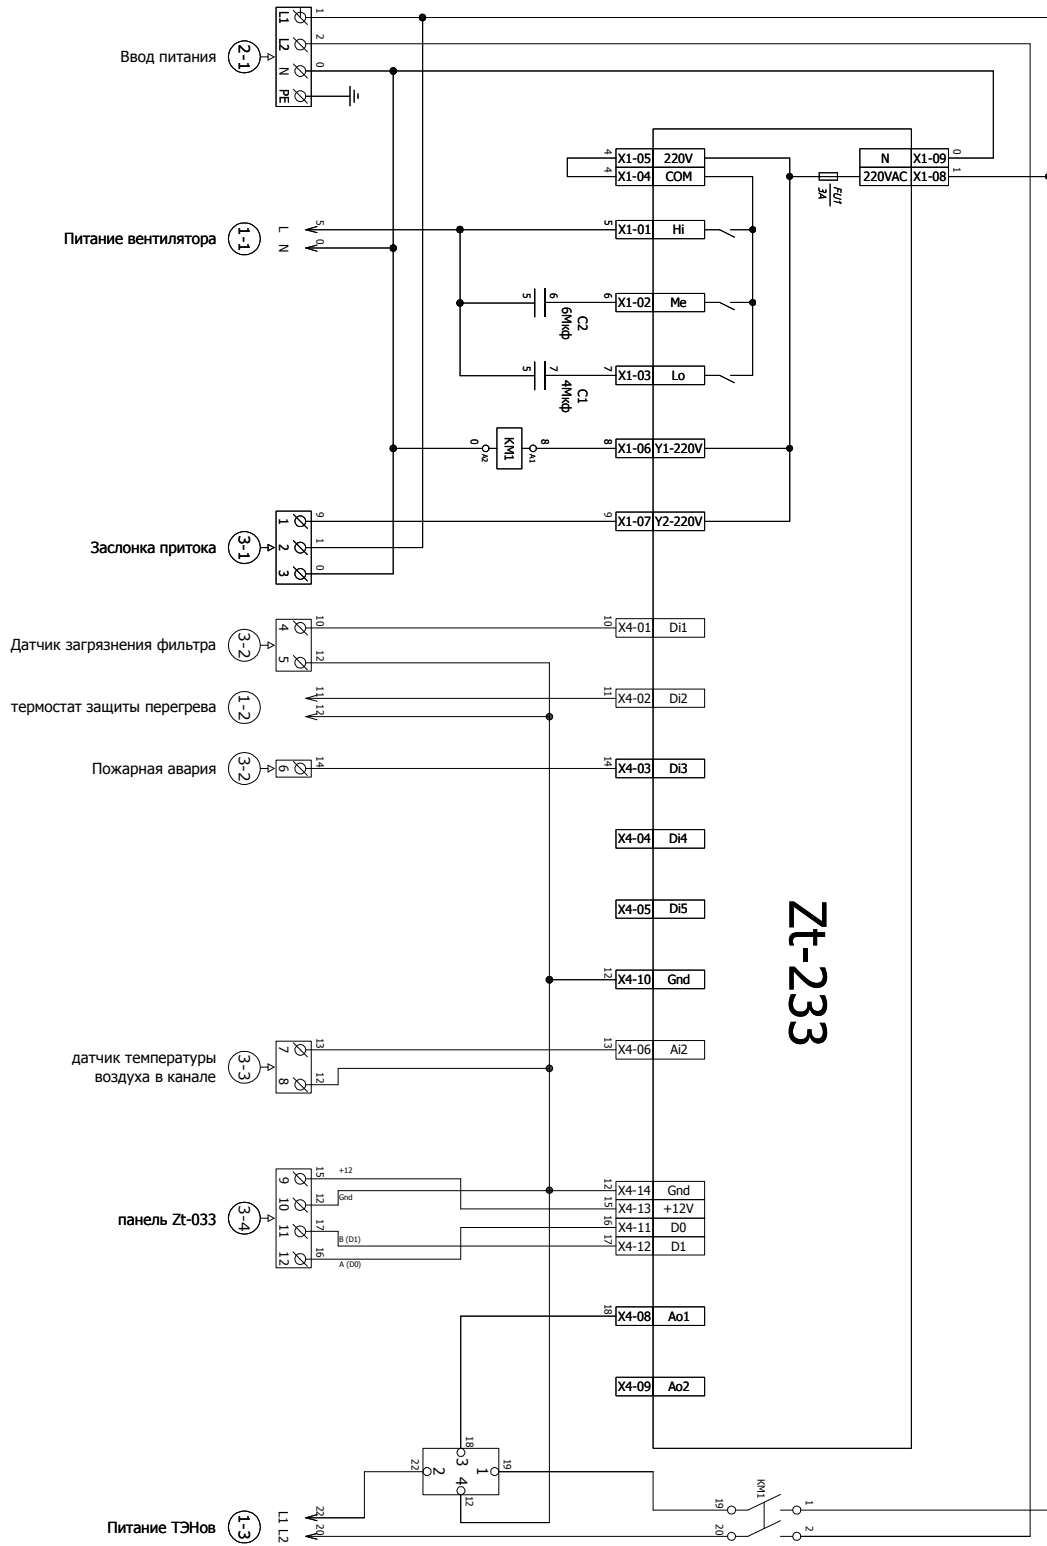 Ввод питания
2-1
L1
1
L2
2
N
0
PE
X1-05 220V
4
X1-04 COM
4
N X1-09
0
220VAC X1-08
1
FU1
3А
Питание вентилятора
1-1
L
5
N
0
5
X1-01 Hi
5
6
C2
6Мкф
6
X1-02 Me
5
7
C1
4Мкф
7
X1-03 Lo
0
A2
KM1
A1
8
8
X1-06 Y1-220V
Заслонка притока
3-1
1
9
2
1
3
0
9
X1-07 Y2-220V
Датчик загрязнения фильтра
3-2
4
10
5
12
10
X4-01 Di1
термостат защиты перегрева
1-2
11
12
11
X4-02 Di2
Пожарная авария
3-2
6
14
14
X4-03 Di3
X4-04 Di4
X4-05 Di5
Zt-233
12
X4-10 Gnd
датчик температуры
воздуха в канале
3-3
7
13
8
12
13
X4-06 Ai2
панель Zt-033
3-4
9
15
+12
10
12
Gnd
11
17
B (D1)
12
16
A (D0)
12
X4-14 Gnd
15
X4-13 +12V
16
X4-11 D0
17
X4-12 D1
18
X4-08 Ao1
X4-09 Ao2
18
3
22
2
1
19
4
12
KM1
19
1
20
2
Питание ТЭНов
1-3
L1
22
L2
20